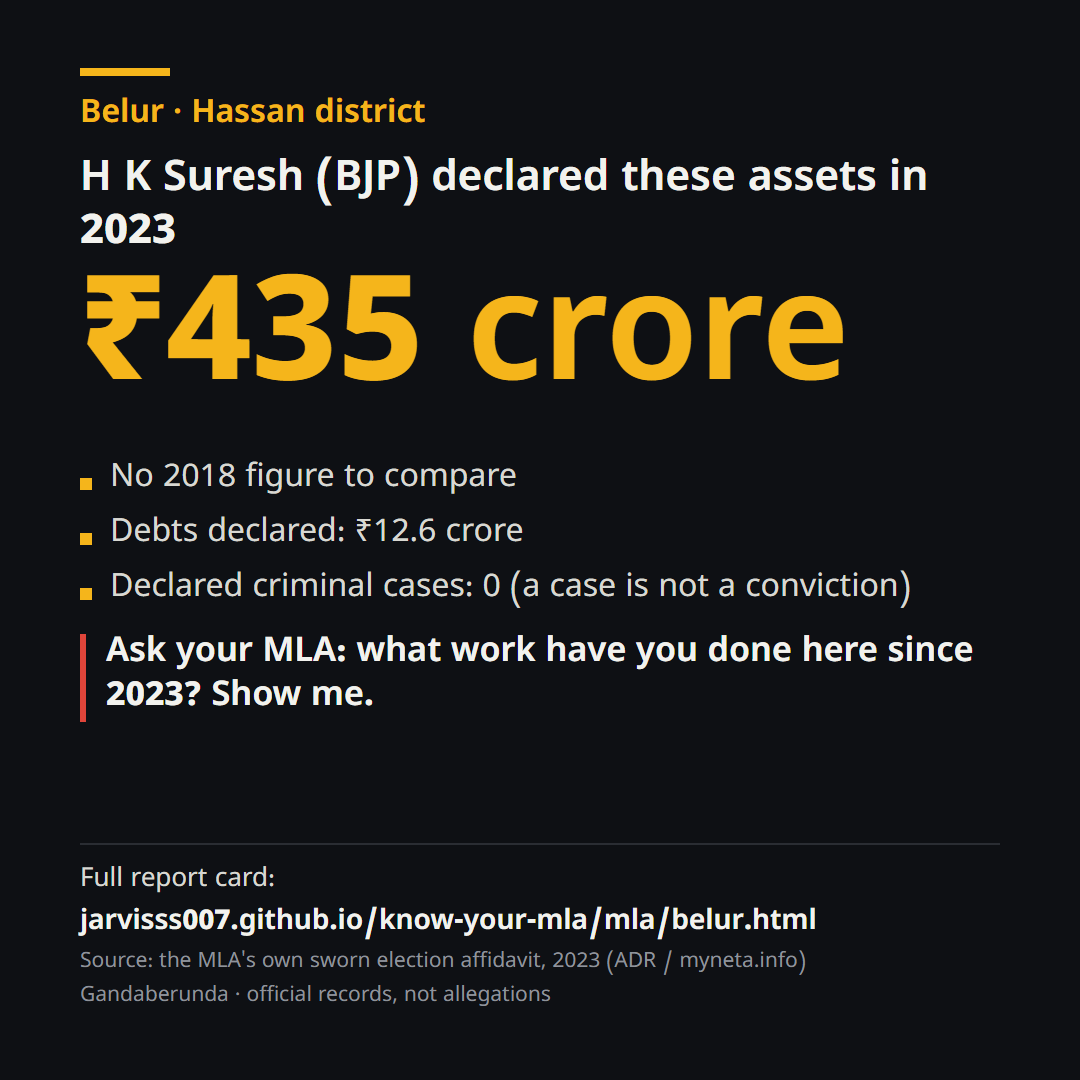 Belur · Hassan district
H K Suresh (BJP) declared these assets in
2023
₹435 crore
No 2018 figure to compare
Debts declared: ₹12.6 crore
Declared criminal cases: 0 (a case is not a conviction)
Ask your MLA: what work have you done here since
2023? Show me.
Full report card:
jarvisss007.github.io/know-your-mla/mla/belur.html
Source: the MLA's own sworn election affidavit, 2023 (ADR / myneta.info)
Gandaberunda · official records, not allegations